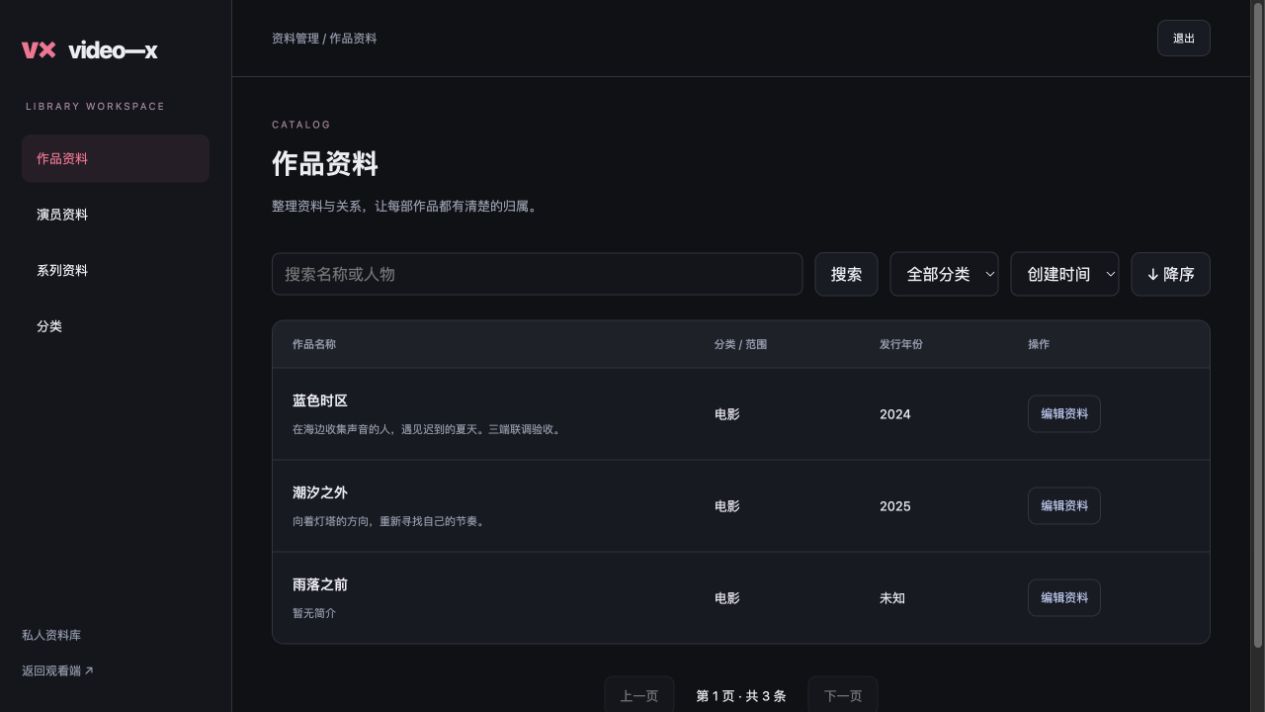 VX video—x
LIBRARY WORKSPACE
作品资料
演员资料
系列资料
分类
私人资料库
返回观看端 ↗
资料管理 / 作品资料
退出
CATALOG
作品资料
整理资料与关系，让每部作品都有清楚的归属。
搜索名称或人物
搜索
全部分类
创建时间
↓ 降序
作品名称 分类 / 范围 发行年份 操作
蓝色时区
在海边收集声音的人，遇见迟到的夏天。三端联调验收。
电影 2024 编辑资料
潮汐之外
向着灯塔的方向，重新寻找自己的节奏。
电影 2025 编辑资料
雨落之前
暂无简介
电影 未知 编辑资料
上一页 第 1 页 · 共 3 条 下一页